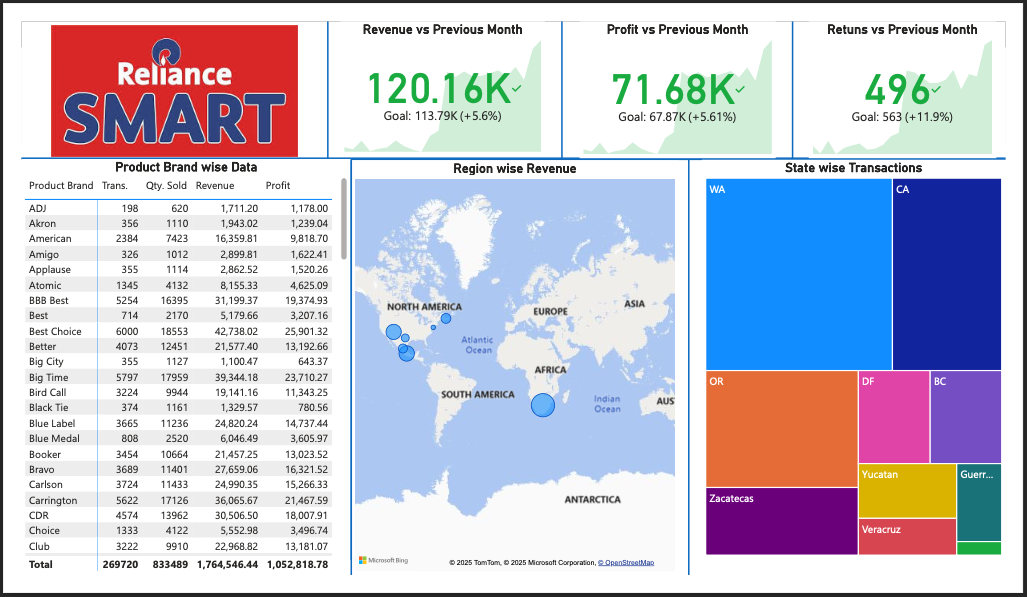 Reliance
SMART
Revenue vs Previous Month
120.16K
Goal: 113.79K (+5.6%)
Profit vs Previous Month
71.68K
Goal: 67.87K (+5.61%)
Retuns vs Previous Month
496
Goal: 563 (+11.9%)
Product Brand wise Data
Product Brand Trans. Qty. Sold Revenue Profit
ADJ 198 620 1,711.20 1,178.00
Akron 356 1110 1,943.02 1,239.04
American 2384 7423 16,359.81 9,818.70
Amigo 326 1012 2,899.81 1,622.41
Applause 355 1114 2,862.52 1,520.26
Atomic 1345 4132 8,155.33 4,625.09
BBB Best 5254 16395 31,199.37 19,374.93
Best 714 2170 5,179.66 3,207.16
Best Choice 6000 18553 42,738.02 25,901.32
Better 4073 12451 21,577.40 13,192.66
Big City 355 1127 1,100.47 643.37
Big Time 5797 17959 39,344.18 23,710.27
Bird Call 3224 9944 19,141.16 11,343.25
Black Tie 374 1161 1,329.57 780.56
Blue Label 3665 11236 24,820.24 14,737.44
Blue Medal 808 2520 6,046.49 3,605.97
Booker 3454 10664 21,457.25 13,023.52
Bravo 3689 11401 27,659.06 16,321.52
Carlson 3724 11433 24,990.35 15,266.33
Carrington 5622 17126 36,065.67 21,467.59
CDR 4574 13962 30,506.50 18,007.91
Choice 1333 4122 5,552.98 3,496.74
Club 3222 9910 22,968.82 13,181.07
Total 269720 833489 1,764,546.44 1,052,818.78
Region wise Revenue
NORTH AMERICA
EUROPE
ASIA
Atlantic
Ocean
AFRICA
SOUTH AMERICA
Indian
Ocean
AUS
ANTARCTICA
Microsoft Bing
© 2025 TomTom, © 2025 Microsoft Corporation, © OpenStreetMap
State wise Transactions
WA
CA
OR
DF
BC
Zacatecas
Yucatan
Guerr...
Veracruz